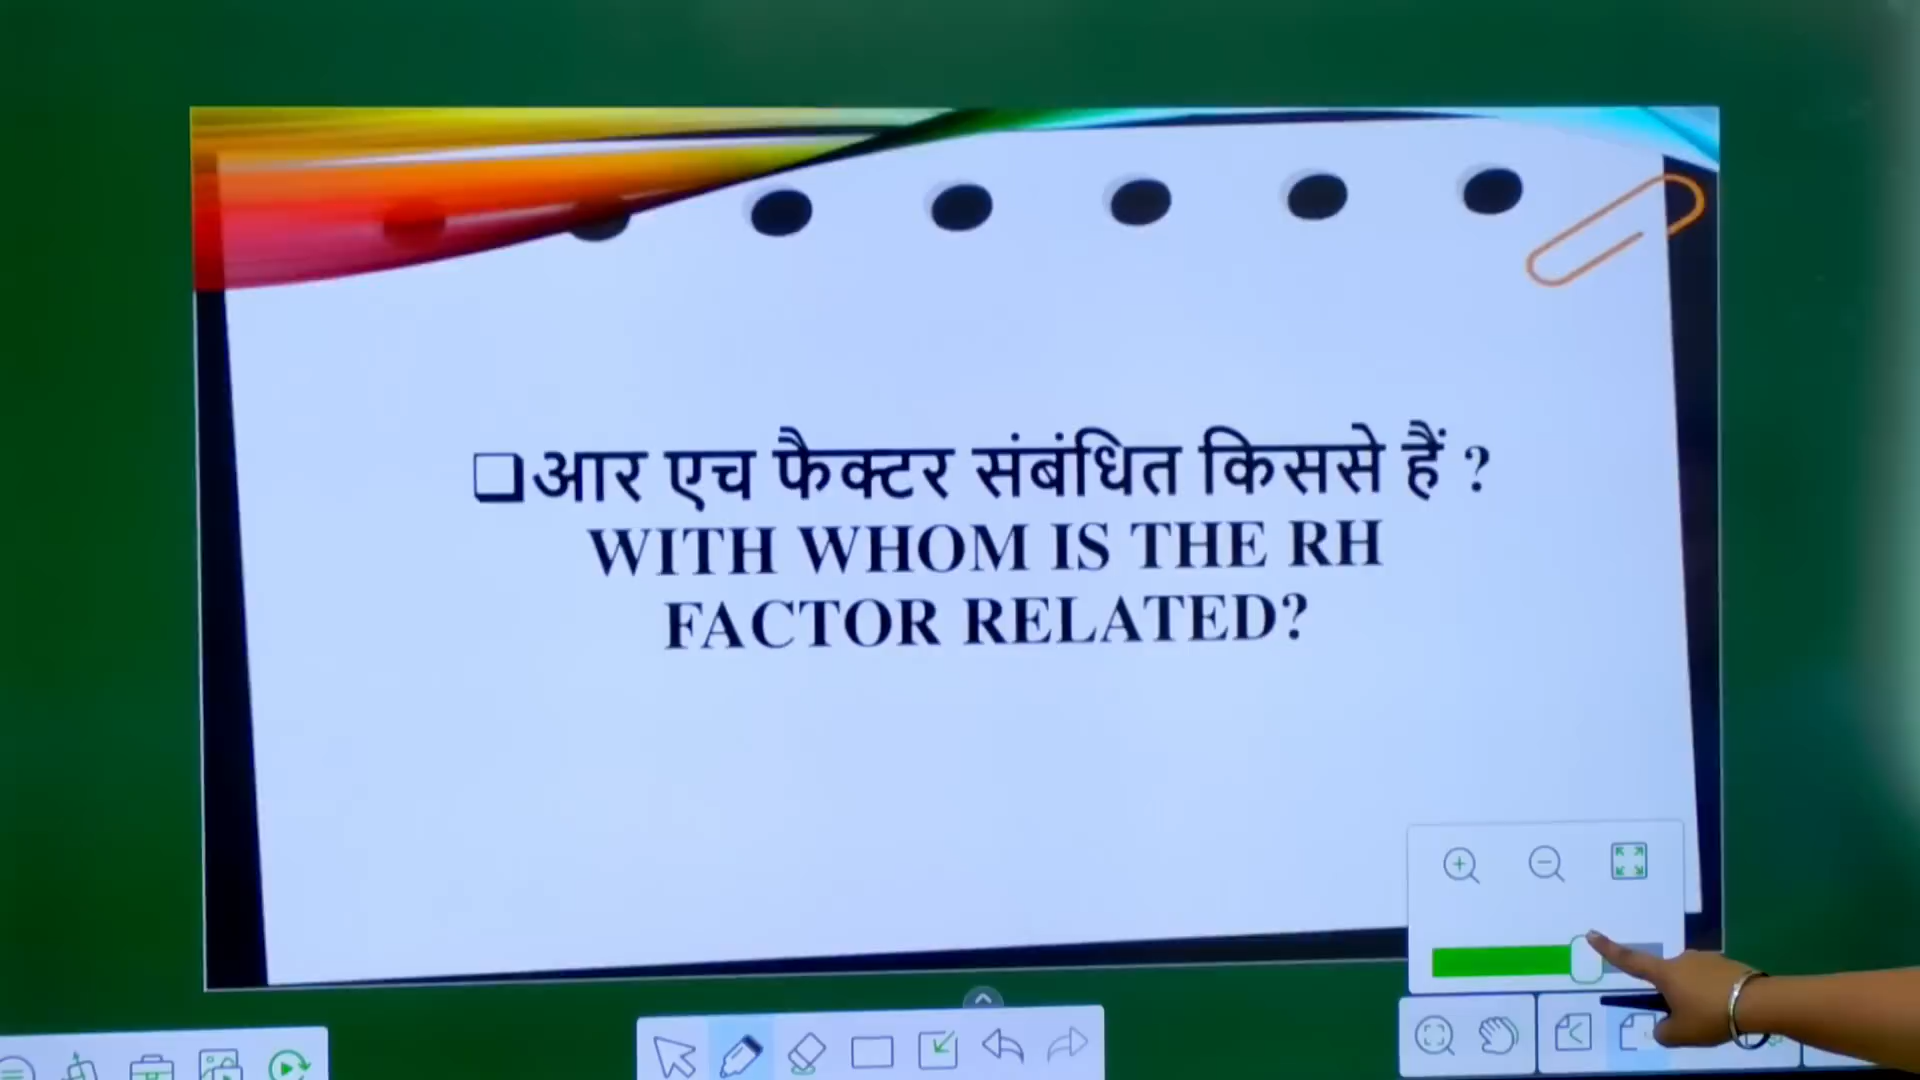 आर एच फैक्टर संबंधित किससे हैं ?
WITH WHOM IS THE RH
FACTOR RELATED?